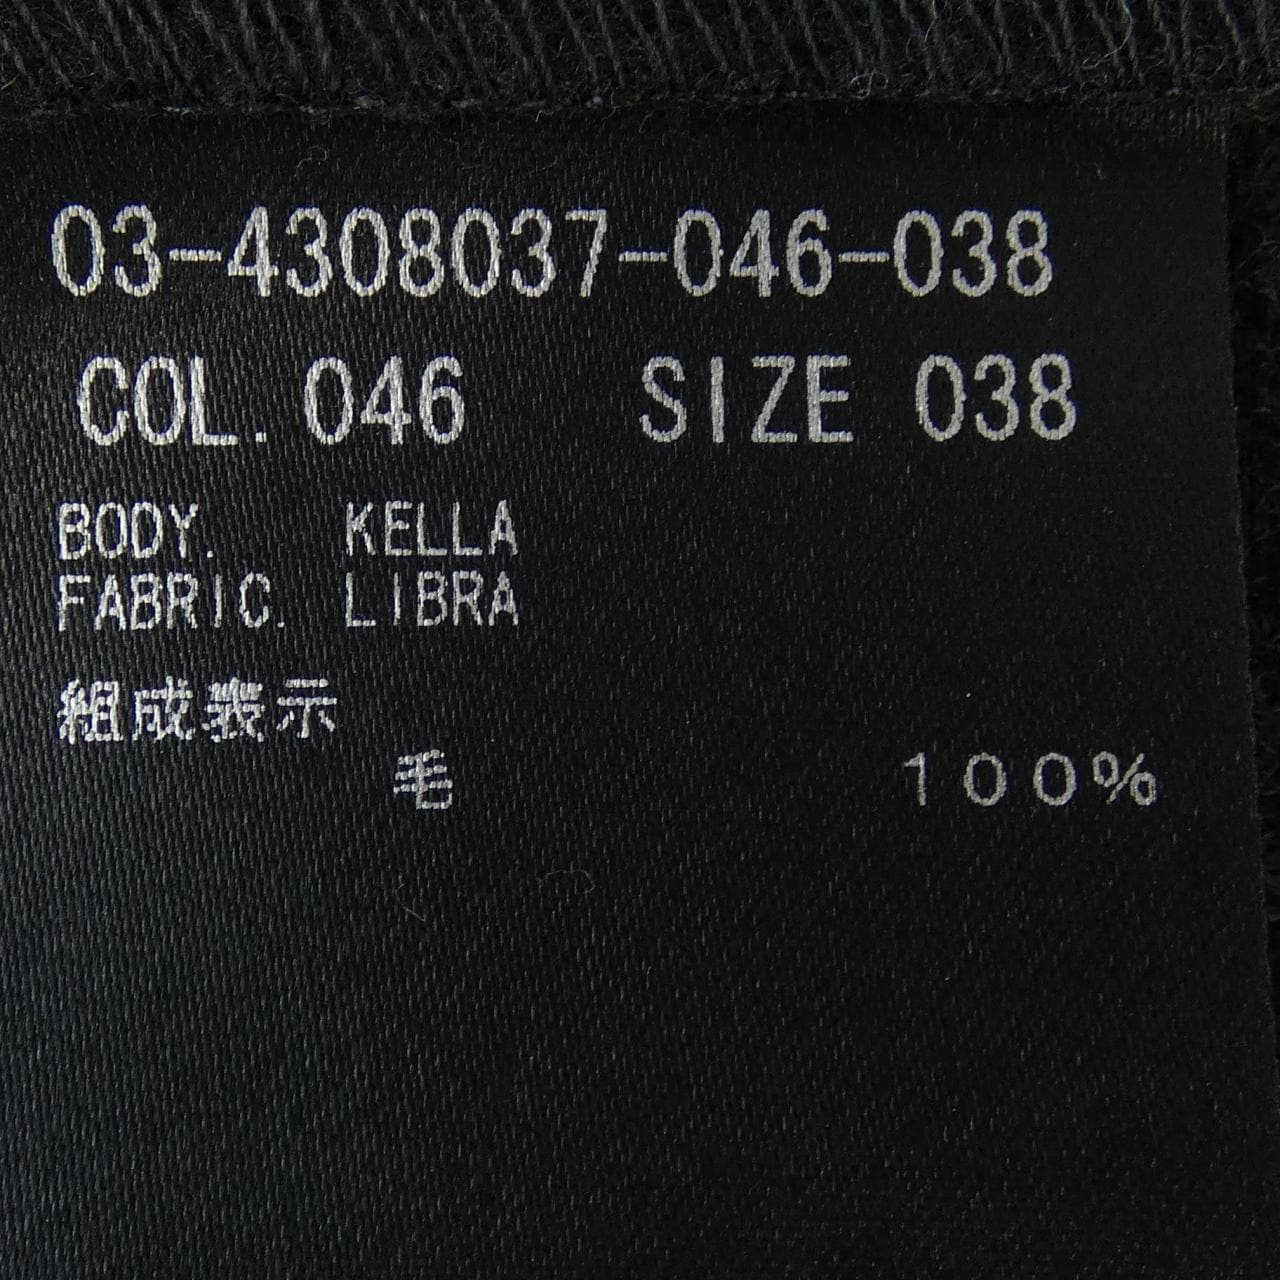 03-4308037-046-038
COL. 046 SIZE 038
BODY. KELLA
FABRIC. LIBRA
組成表示
毛 100%